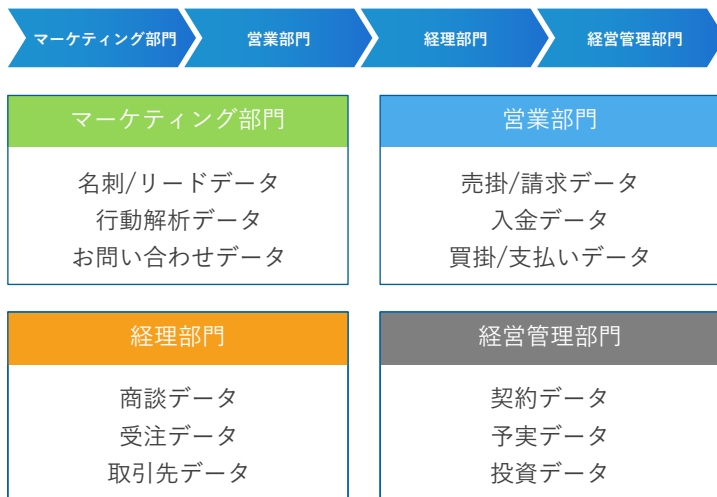 マーケティング部門
営業部門
経理部門
経営管理部門
マーケティング部門
名刺/リードデータ
行動解析データ
お問い合わせデータ
営業部門
売掛/請求データ
入金データ
買掛/支払いデータ
経理部門
商談データ
受注データ
取引先データ
経営管理部門
契約データ
予実データ
投資データ